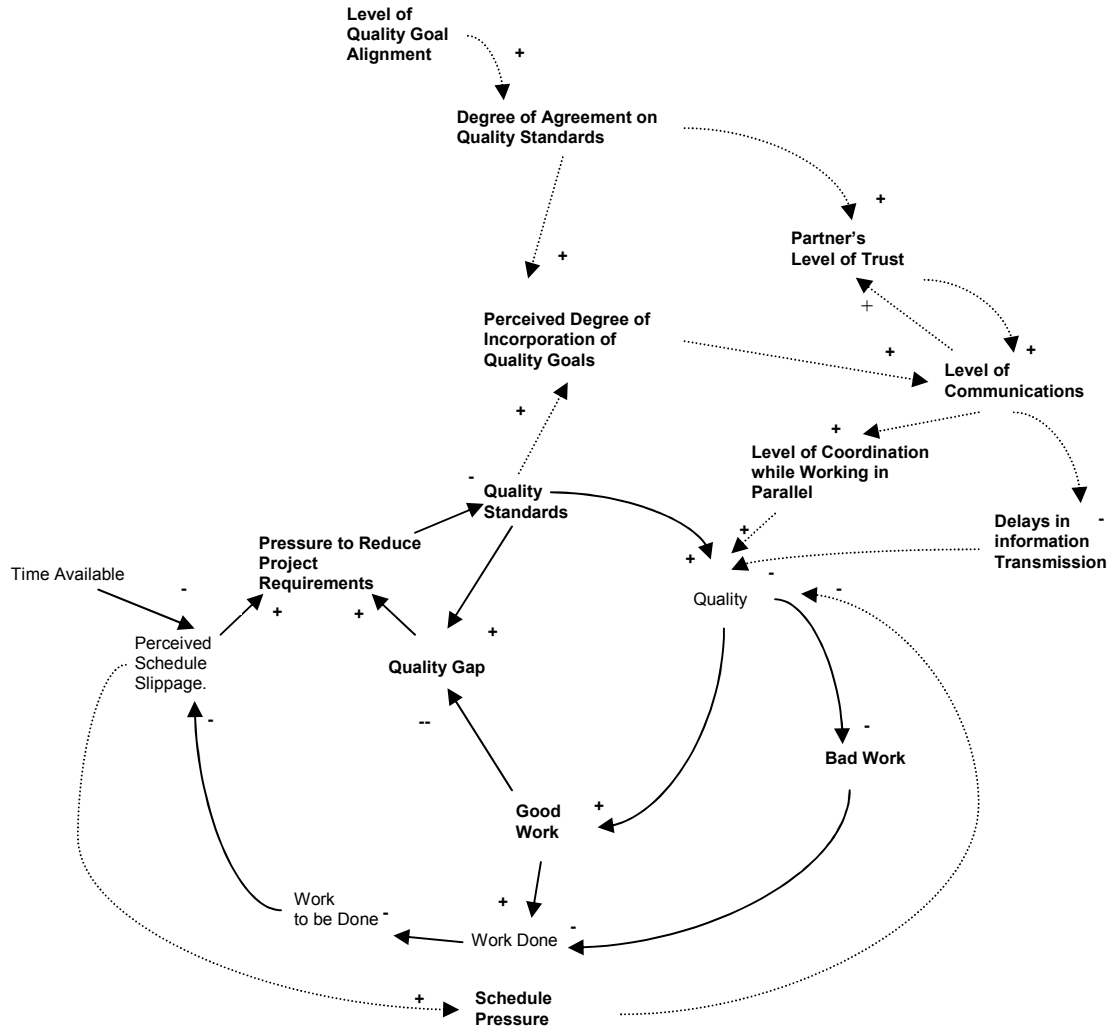 Level of
Quality Goal
Alignment
+
Degree of Agreement on
Quality Standards
+
Partner's
Level of Trust
+
+
Perceived Degree of
Incorporation of
Quality Goals
+
+
Level of
Communications
+
+
Level of Coordination
while Working in
Parallel
-
Quality
Standards
Delays in
information
Transmission
-
Pressure to Reduce
Project
Requirements
+
+
-
-
Time Available
-
Quality
+
+
+
Perceived
Schedule
Slippage.
Quality Gap
-
--
-
Bad Work
Good
Work
+
Work
to be Done
-
+
-
Work Done
+
Schedule
Pressure